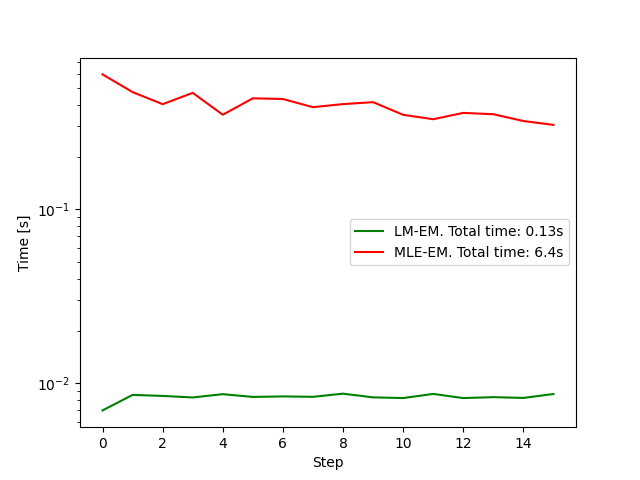 Time [s]
10⁻¹
10⁻²
LM-EM. Total time: 0.13s
MLE-EM. Total time: 6.4s
0 2 4 6 8 10 12 14
Step